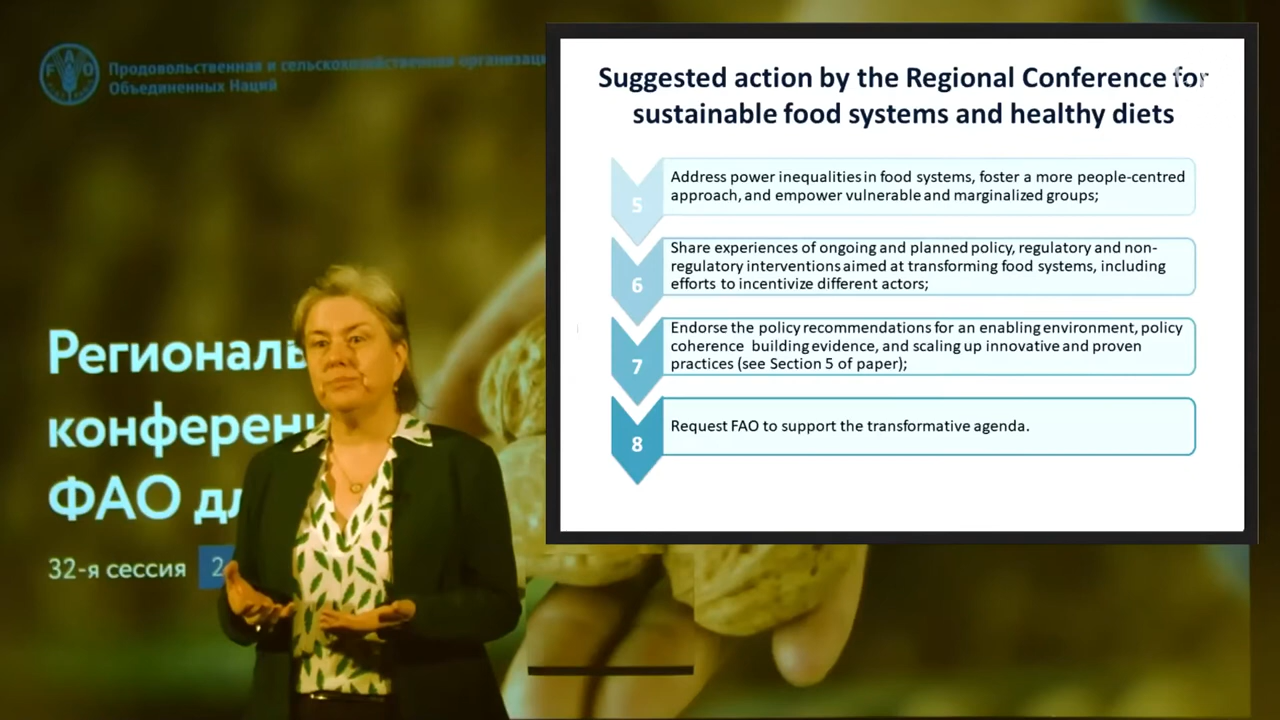 F A O
Продовольственная и сельскохозяйственная организаци
Объединенных Наций
Региональ
конференц
ФАО дл
32-я сессия
2
Suggested action by the Regional Conference for
sustainable food systems and healthy diets
5
Address power inequalities in food systems, foster a more people-centred
approach, and empower vulnerable and marginalized groups;
6
Share experiences of ongoing and planned policy, regulatory and non-
regulatory interventions aimed at transforming food systems, including
efforts to incentivize different actors;
7
Endorse the policy recommendations for an enabling environment, policy
coherence building evidence, and scaling up innovative and proven
practices (see Section 5 of paper);
8
Request FAO to support the transformative agenda.